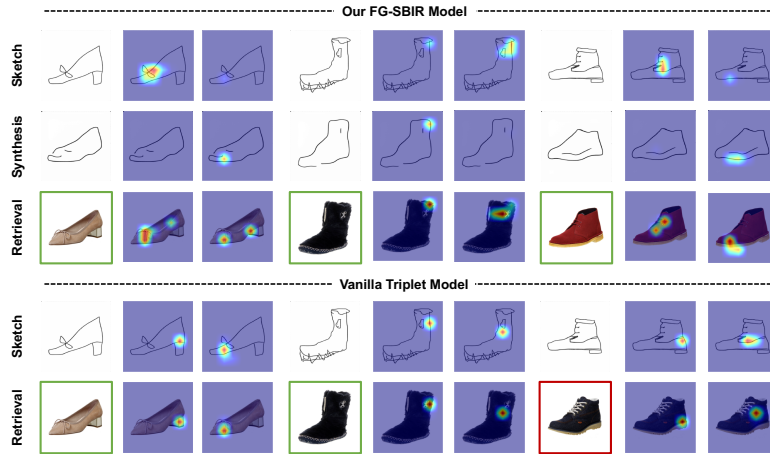 Our FG-SBIR Model
Sketch
Synthesis
Retrieval
Vanilla Triplet Model
Sketch
Retrieval